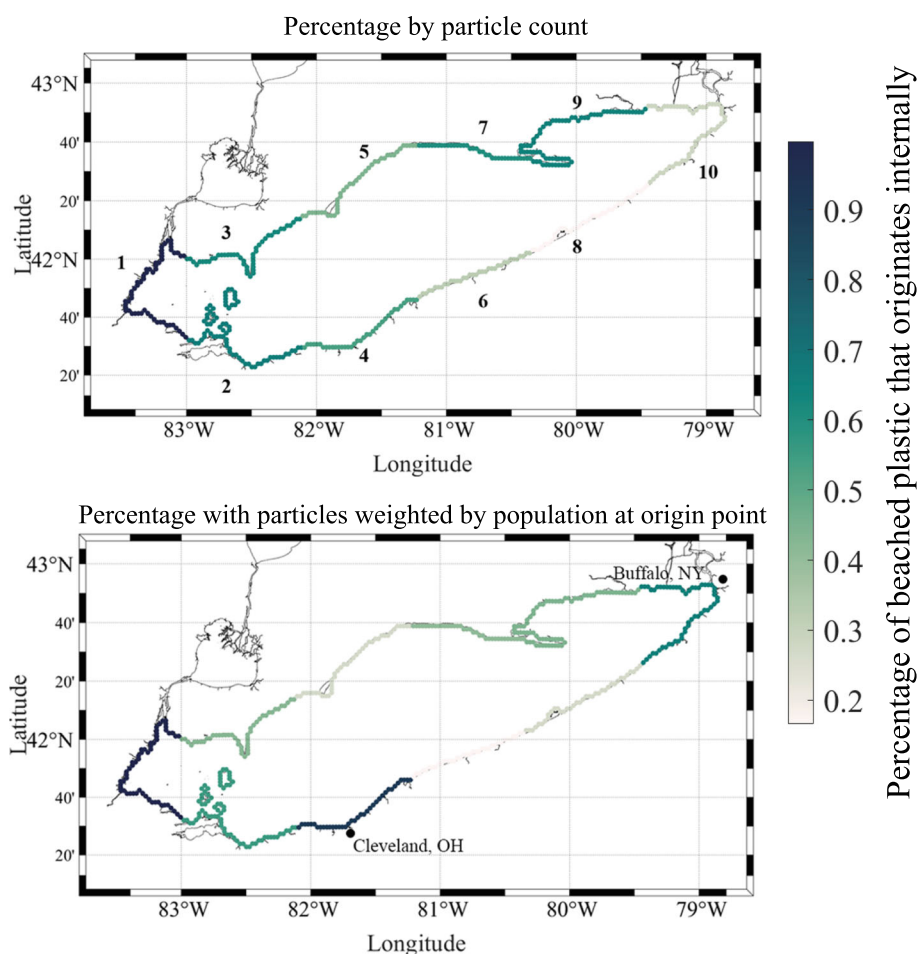 Percentage by particle count
43°N
40'
20'
42°N
40'
20'
Latitude
1
2
3
4
5
6
7
8
9
10
83°W 82°W 81°W 80°W 79°W
Longitude
Percentage with particles weighted by population at origin point
43°N
40'
20'
42°N
40'
20'
Latitude
Buffalo, NY
Cleveland, OH
83°W 82°W 81°W 80°W 79°W
Longitude
0.9
0.8
0.7
0.6
0.5
0.4
0.3
0.2
Percentage of beached plastic that originates internally